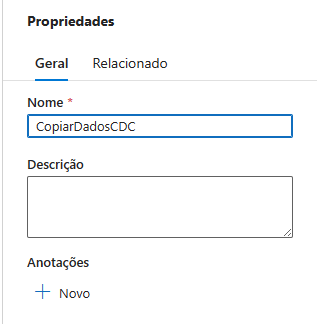 Propriedades
Geral Relacionado
Nome *
CopiarDadosCDC
Descrição
Anotações
Novo